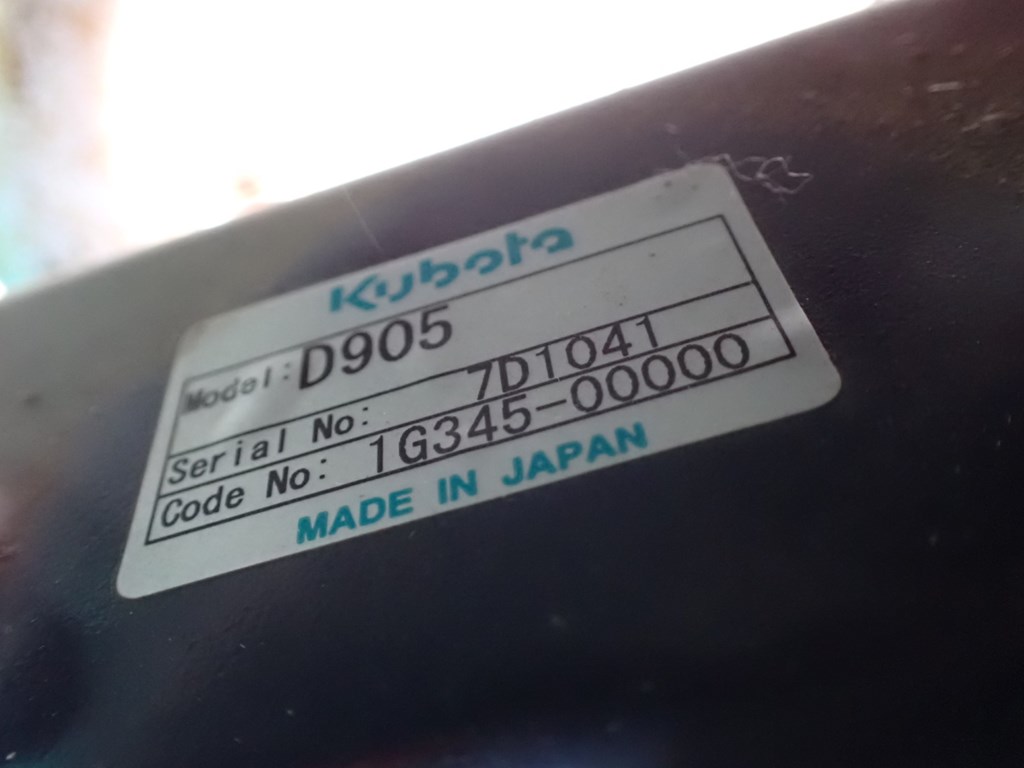 Kubota
Model: D905
Serial No: 7D1041
Code No: 1G345-00000
MADE IN JAPAN